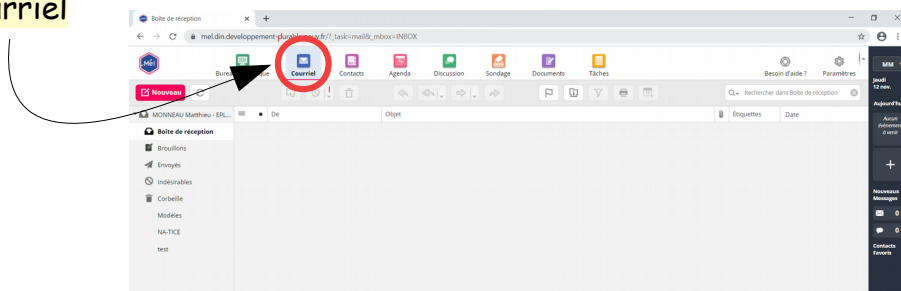 rriel
Boîte de réception × +
mel.din.developpement-durable.gouv.fr/?_task=mail&_mbox=INBOX
Mél
Courriel Contacts Agenda Discussion Sondage Documents Tâches Besoin d'aide ? Paramètres
MM
Jeudi
12 nov.
Nouveau
Rechercher dans Boîte de réception
Aujourd'h
MONNEAU Matthieu - EPL... De Objet Étiquettes Date
Aucun
événement
à venir
Boîte de réception
Brouillons
Envoyés
Indésirables
Corbeille
Modèles
NA-TICE
test
Nouveaux
Messages
0
0
Contacts
Favoris